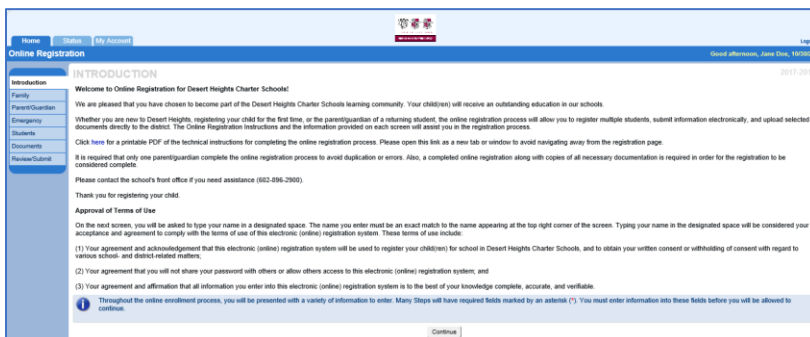 Home Status My Account
Online Registration
Good afternoon, Jane Doe,
Introduction
Family
Parent/Guardian
Emergency
Students
Documents
Review/Submit
INTRODUCTION
Welcome to Online Registration for Desert Heights Charter Schools!
We are pleased that you have chosen to become part of the Desert Heights Charter Schools learning community. Your child(ren) will receive an outstanding education in our schools.
Whether you are new to Desert Heights, registering your child for the first time, or the parent/guardian of a returning student, the online registration process will allow you to register multiple students, submit information electronically, and upload selected
documents directly to the district. The Online Registration Instructions and the information provided on each screen will assist you in the registration process.
Click here for a printable PDF of the technical instructions for completing the online registration process. Please open this link as a new tab or window to avoid navigating away from the registration page.
It is required that only one parent/guardian complete the online registration process to avoid duplication or errors. Also, a completed online registration along with copies of all necessary documentation is required in order for the registration to be
considered complete.
Please contact the school's front office if you need assistance (602-896-2900).
Thank you for registering your child.
Approval of Terms of Use
On the next screen, you will be asked to type your name in a designated space. The name you enter must be an exact match to the name appearing at the top right corner of the screen. Typing your name in the designated space will be considered your
acceptance and agreement to comply with the terms of use of this electronic (online) registration system. These terms of use include:
(1) Your agreement and acknowledgement that this electronic (online) registration system will be used to register your child(ren) for school in Desert Heights Charter Schools, and to obtain your written consent or withholding of consent with regard to
various school- and district-related matters;
(2) Your agreement that you will not share your password with others or allow others access to this electronic (online) registration system; and
(3) Your agreement and affirmation that all information you enter into this electronic (online) registration system is to the best of your knowledge complete, accurate, and verifiable.
Throughout the online enrollment process, you will be presented with a variety of information to enter. Many Steps will have required fields marked by an asterisk (*). You must enter information into these fields before you will be allowed to
continue.
Continue